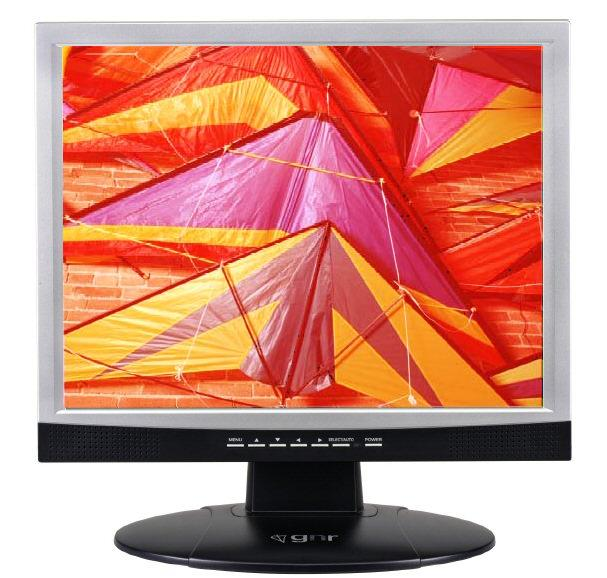 MENU ▲ ▼ ◀ ▶ SELECT/AUTO POWER
gnr